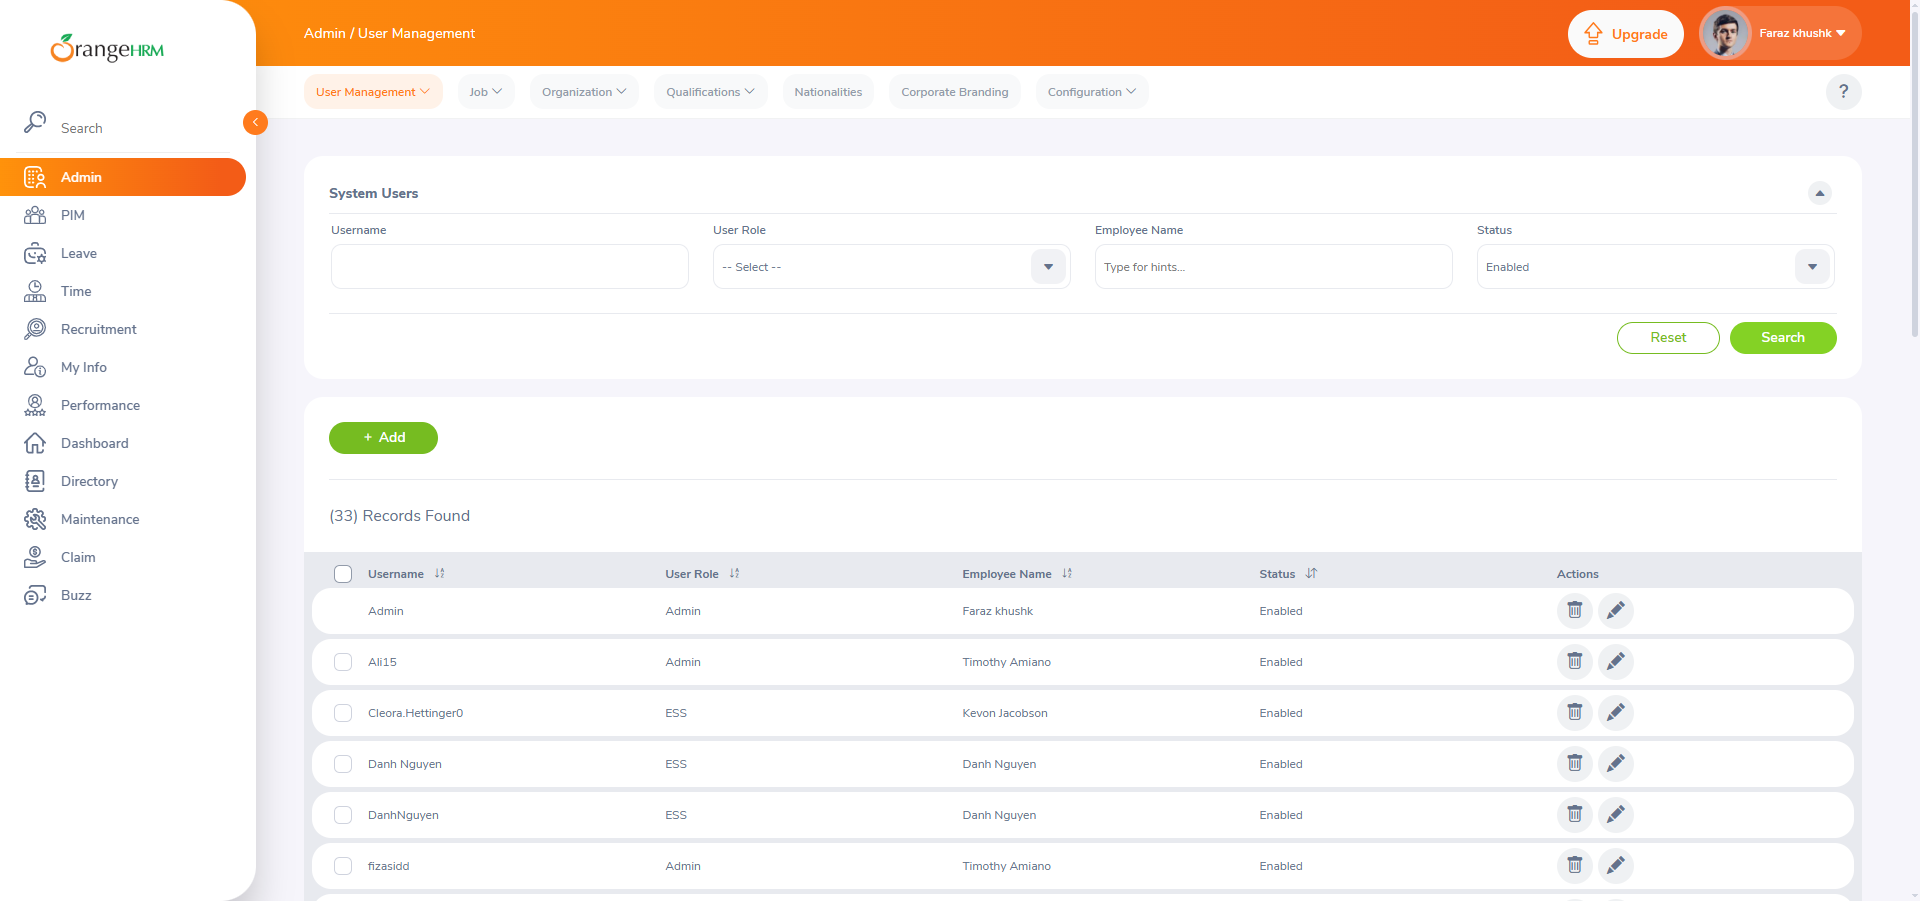 OrangeHRM
Admin / User Management
Upgrade
Faraz khushk
User Management
Job
Organization
Qualifications
Nationalities
Corporate Branding
Configuration
?
Search
Admin
PIM
Leave
Time
Recruitment
My Info
Performance
Dashboard
Directory
Maintenance
Claim
Buzz
System Users
Username User Role Employee Name Status
-- Select -- Type for hints... Enabled
Reset Search
+ Add
(33) Records Found
Username User Role Employee Name Status Actions
Admin Admin Faraz khushk Enabled
Ali15 Admin Timothy Amiano Enabled
Cleora.Hettinger0 ESS Kevon Jacobson Enabled
Danh Nguyen ESS Danh Nguyen Enabled
DanhNguyen ESS Danh Nguyen Enabled
fizasidd Admin Timothy Amiano Enabled